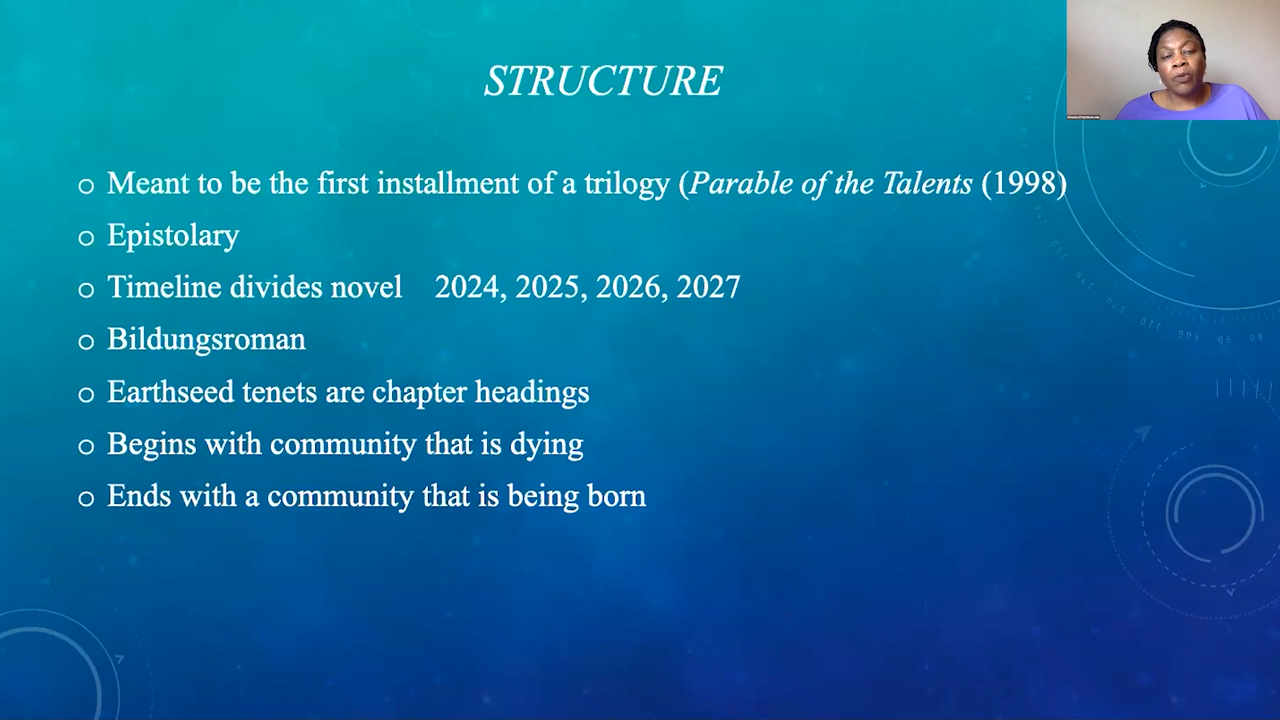 STRUCTURE
Meant to be the first installment of a trilogy (Parable of the Talents (1998)
Epistolary
Timeline divides novel 2024, 2025, 2026, 2027
Bildungsroman
Earthseed tenets are chapter headings
Begins with community that is dying
Ends with a community that is being born